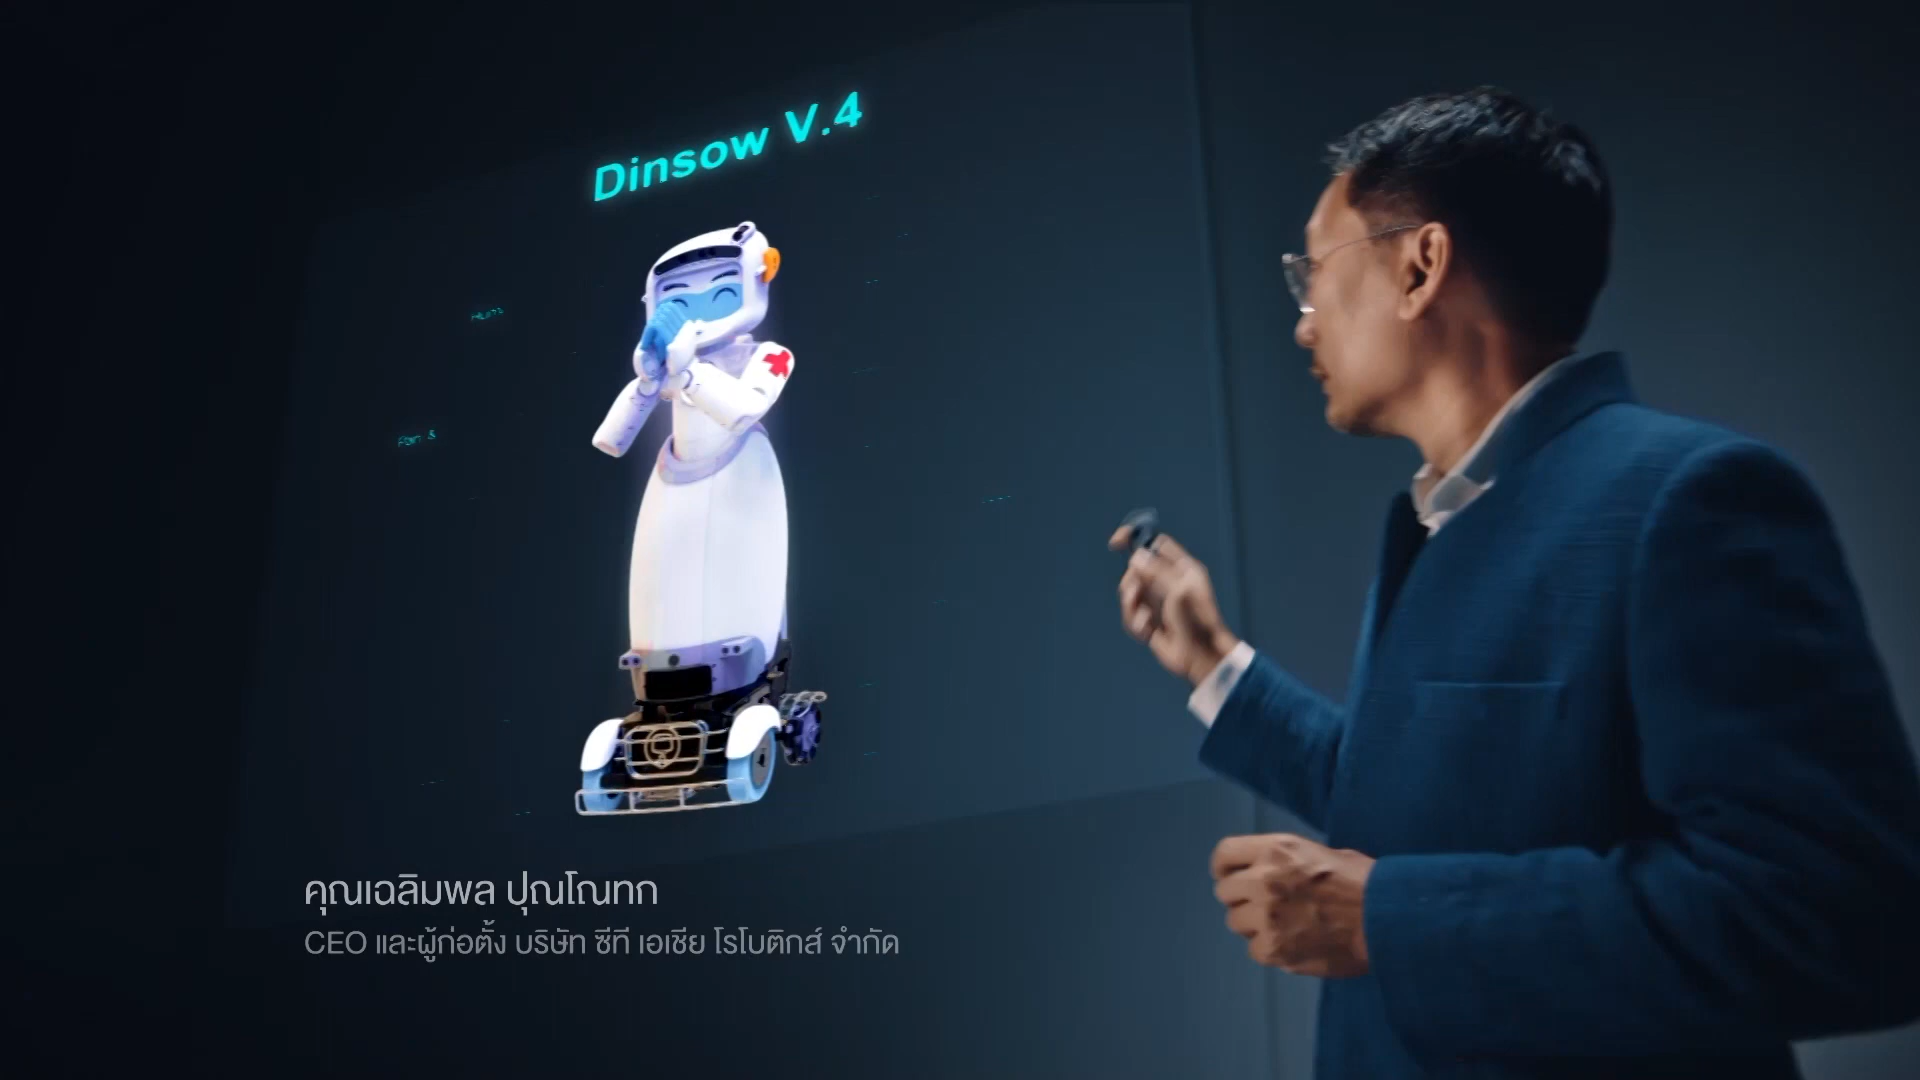 Dinsow V.4
คุณเฉลิมพล ปุณโณทก
CEO และผู้ก่อตั้ง บริษัท ซีที เอเชีย โรโบติกส์ จำกัด